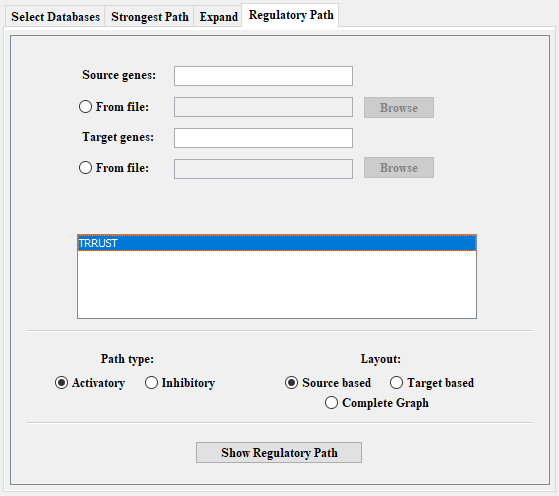 Select Databases Strongest Path Expand Regulatory Path
Source genes:
From file: Browse
Target genes:
From file: Browse
TRRUST
Path type: Layout:
Activatory Inhibitory Source based Target based
Complete Graph
Show Regulatory Path